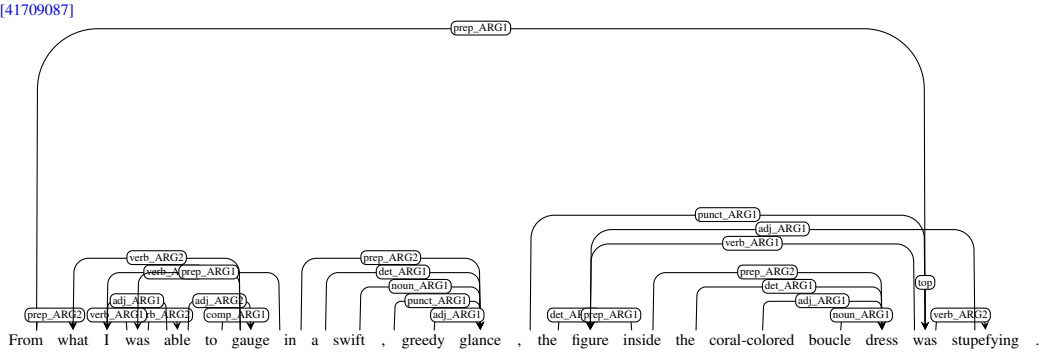 [41709087]
prep_ARG1
punct_ARG1
adj_ARG1
verb_ARG1
verb_ARG2 prep_ARG2
prep_ARG1 det_ARG1 prep_ARG2
noun_ARG1 det_ARG1 top
adj_ARG1 adj_ARG2 punct_ARG1 adj_ARG1
prep_ARG2 verb_ARG1 comp_ARG1 adj_ARG1 prep_ARG1 noun_ARG1 verb_ARG2
From what I was able to gauge in a swift , greedy glance , the figure inside the coral-colored boucle dress was stupefying .